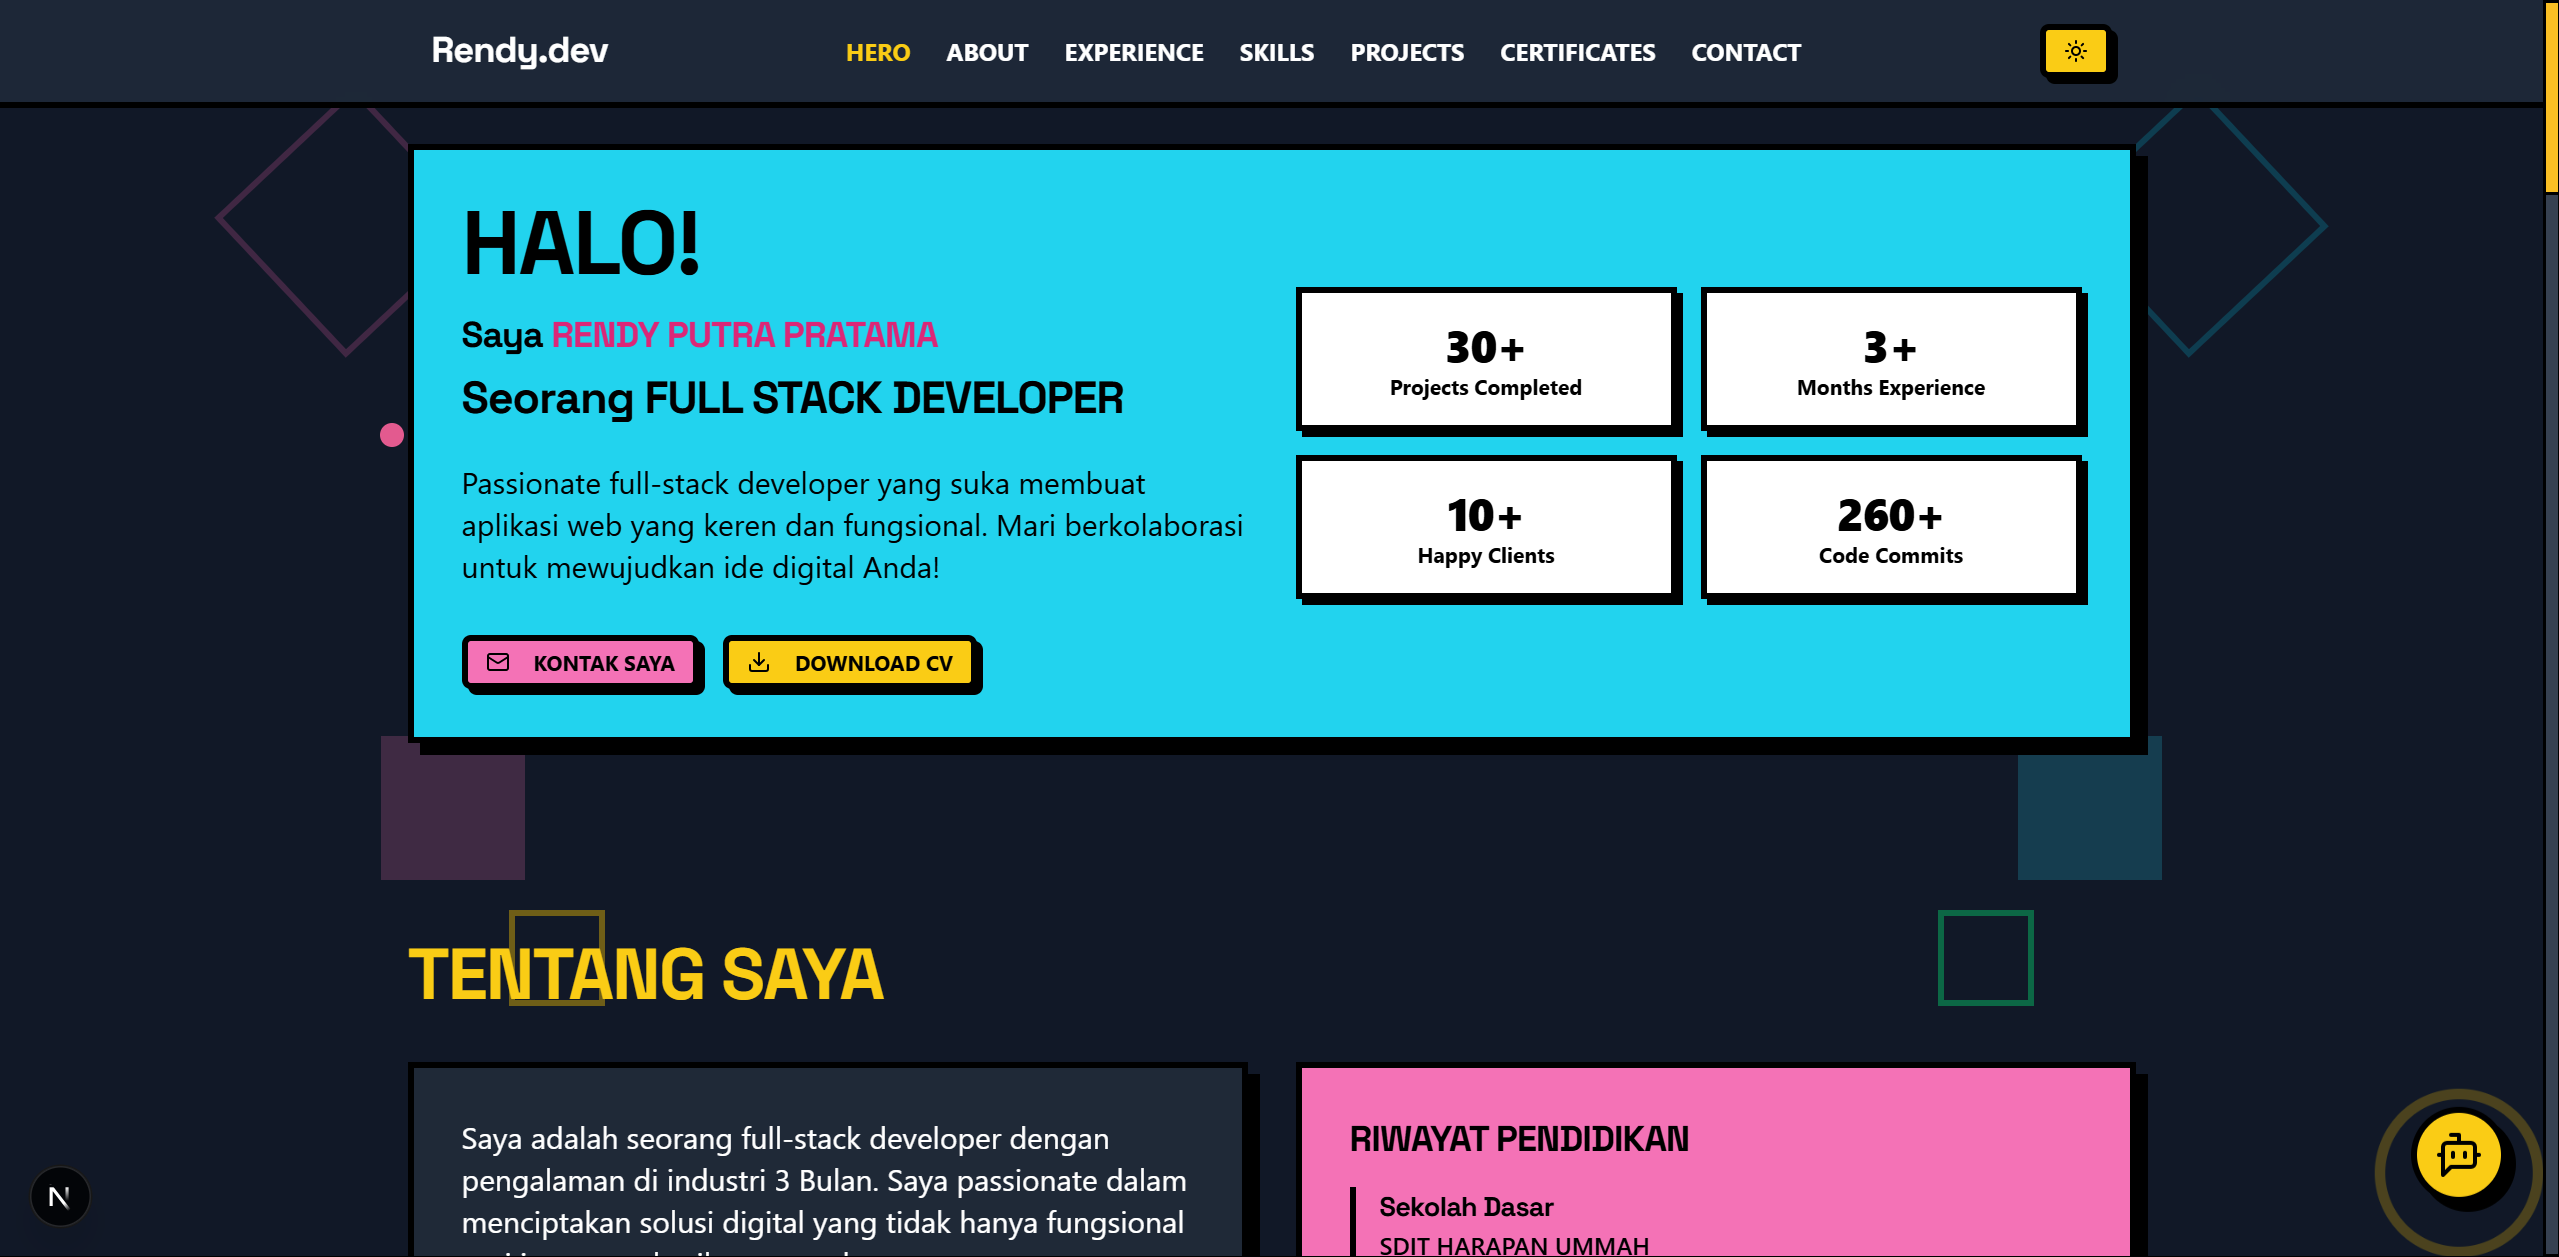 Rendy.dev
HERO ABOUT EXPERIENCE SKILLS PROJECTS CERTIFICATES CONTACT
HALO!
Saya RENDY PUTRA PRATAMA
Seorang FULL STACK DEVELOPER
Passionate full-stack developer yang suka membuat
aplikasi web yang keren dan fungsional. Mari berkolaborasi
untuk mewujudkan ide digital Anda!
KONTAK SAYA
DOWNLOAD CV
30+
Projects Completed
3+
Months Experience
10+
Happy Clients
260+
Code Commits
TENTANG SAYA
Saya adalah seorang full-stack developer dengan
pengalaman di industri 3 Bulan. Saya passionate dalam
menciptakan solusi digital yang tidak hanya fungsional
RIWAYAT PENDIDIKAN
Sekolah Dasar
SDIT HARAPAN UMMAH
N